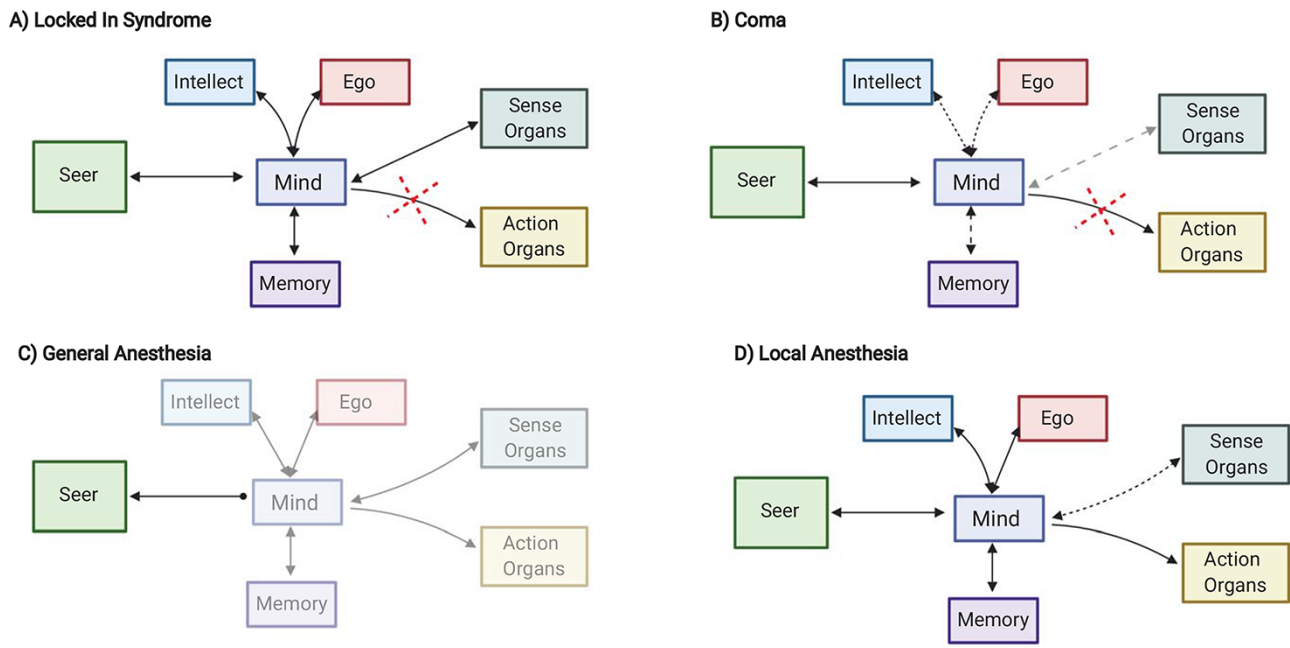 A) Locked In Syndrome
Intellect
Ego
Sense
Organs
Seer
Mind
Action
Organs
Memory
B) Coma
Intellect
Ego
Sense
Organs
Seer
Mind
Action
Organs
Memory
C) General Anesthesia
Intellect
Ego
Sense
Organs
Seer
Mind
Action
Organs
Memory
D) Local Anesthesia
Intellect
Ego
Sense
Organs
Seer
Mind
Action
Organs
Memory